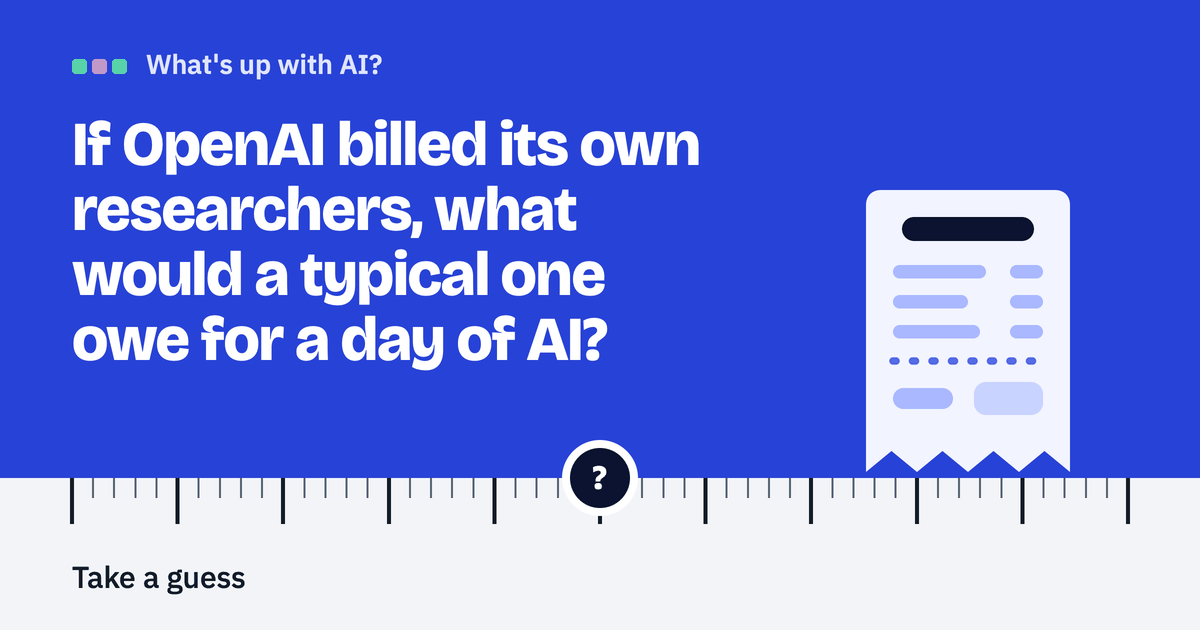 What's up with AI?
If OpenAI billed its own
researchers, what
would a typical one
owe for a day of AI?
?
Take a guess